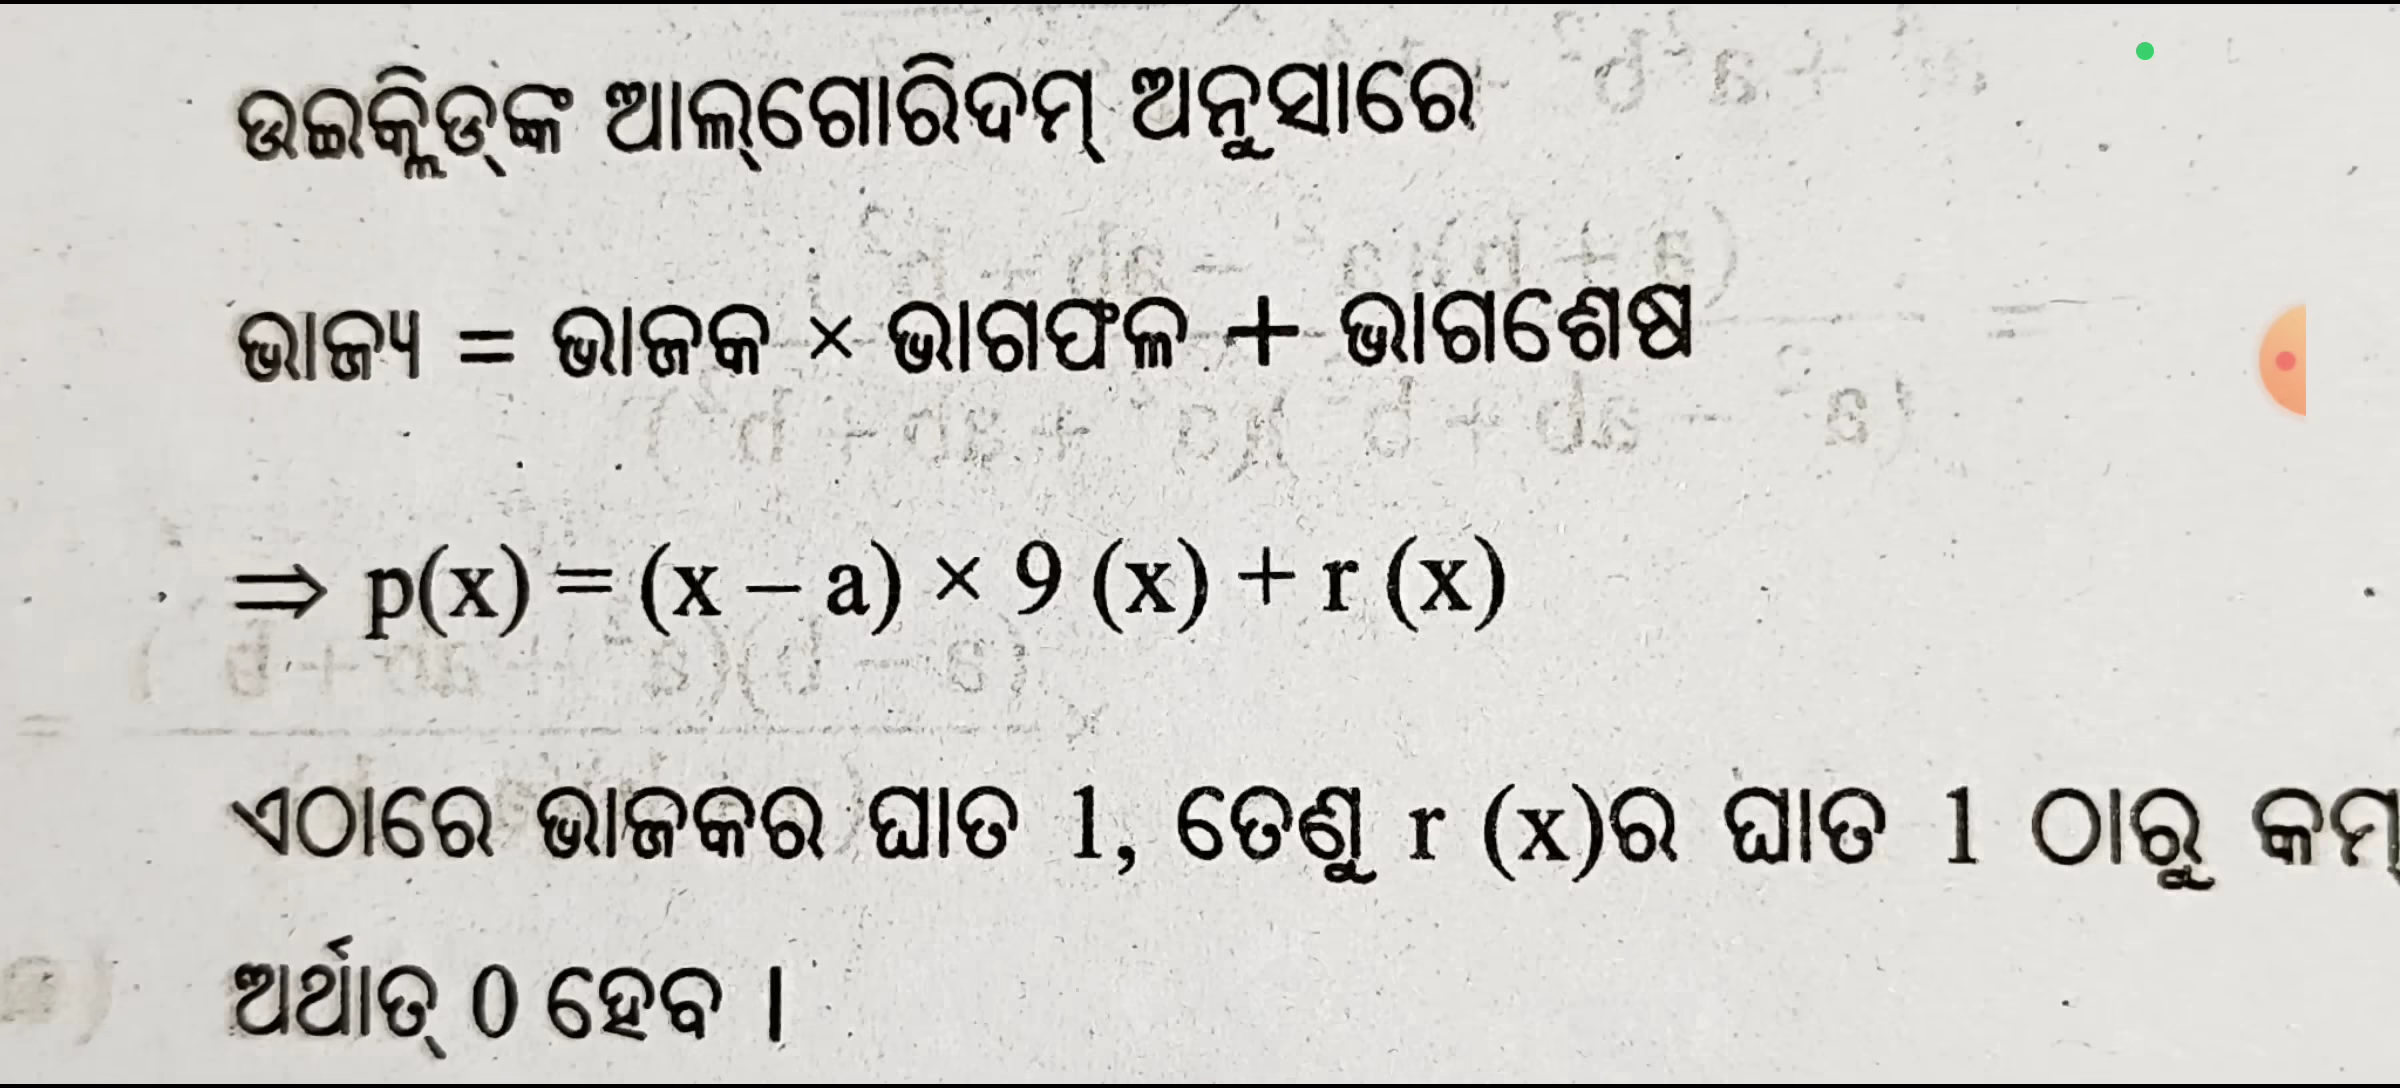 ଉଇକ୍ଲିଡ୍‌ଙ୍କ ଆଲ୍‌ଗୋରିଦମ୍ ଅନୁସାରେ
ଭାଜ୍ୟ = ଭାଜକ × ଭାଗଫଳ + ଭାଗଶେଷ
⇒ p(x) = (x – a) × 9 (x) + r (x)
ଏଠାରେ ଭାଜକର ଘାତ 1, ତେଣୁ r (x)ର ଘାତ 1 ଠାରୁ କମ୍
ଅର୍ଥାତ୍ 0 ହେବ ।